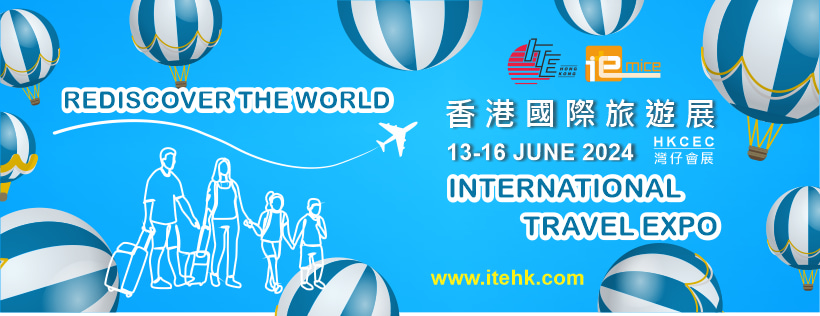 REDISCOVER THE WORLD
ITE
HONG
KONG
ie mice
香港國際旅遊展
13-16 JUNE 2024
HKCEC
灣仔會展
INTERNATIONAL
TRAVEL EXPO
www.itehk.com